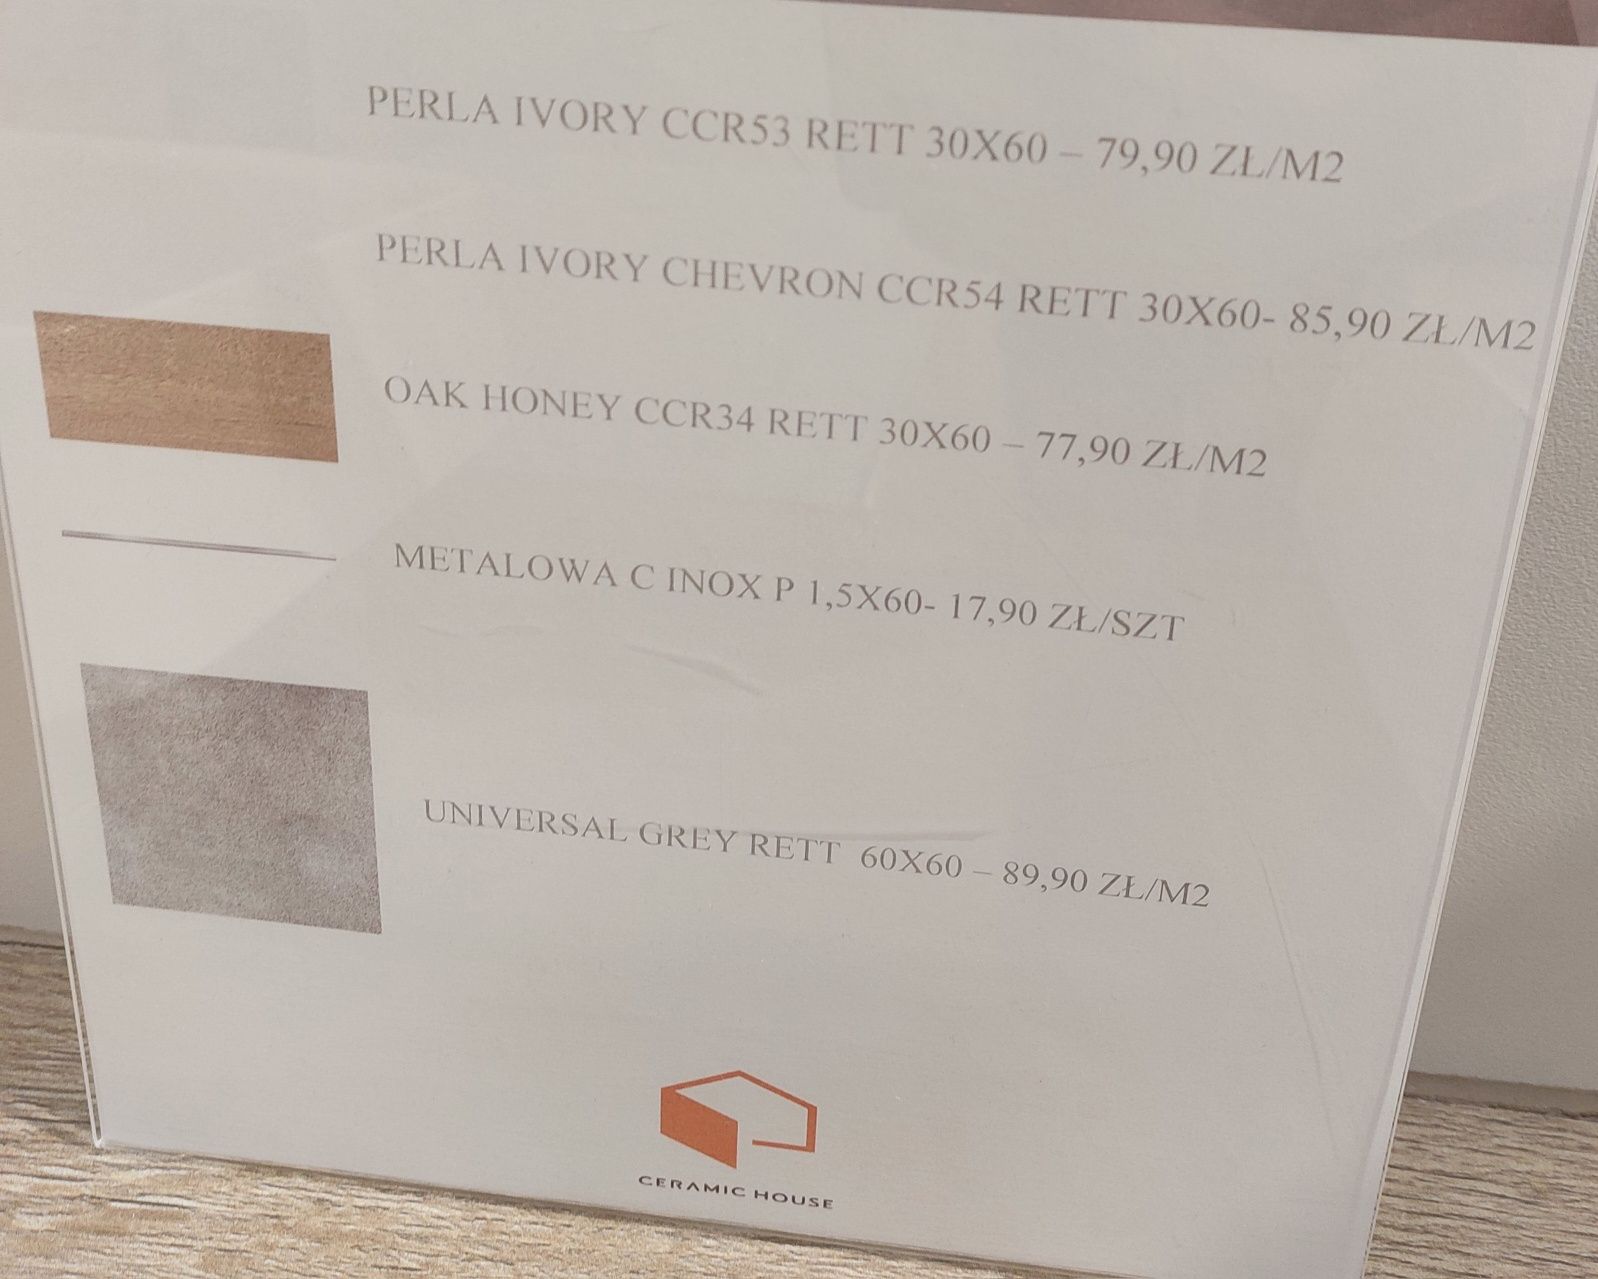 PERLA IVORY CCR53 RETT 30X60 – 79,90 ZŁ/M2
PERLA IVORY CHEVRON CCR54 RETT 30X60- 85,90 ZŁ/M2
OAK HONEY CCR34 RETT 30X60 – 77,90 ZŁ/M2
METALOWA C INOX P 1,5X60- 17,90 ZŁ/SZT
UNIVERSAL GREY RETT 60X60 – 89,90 ZŁ/M2
CERAMIC HOUSE